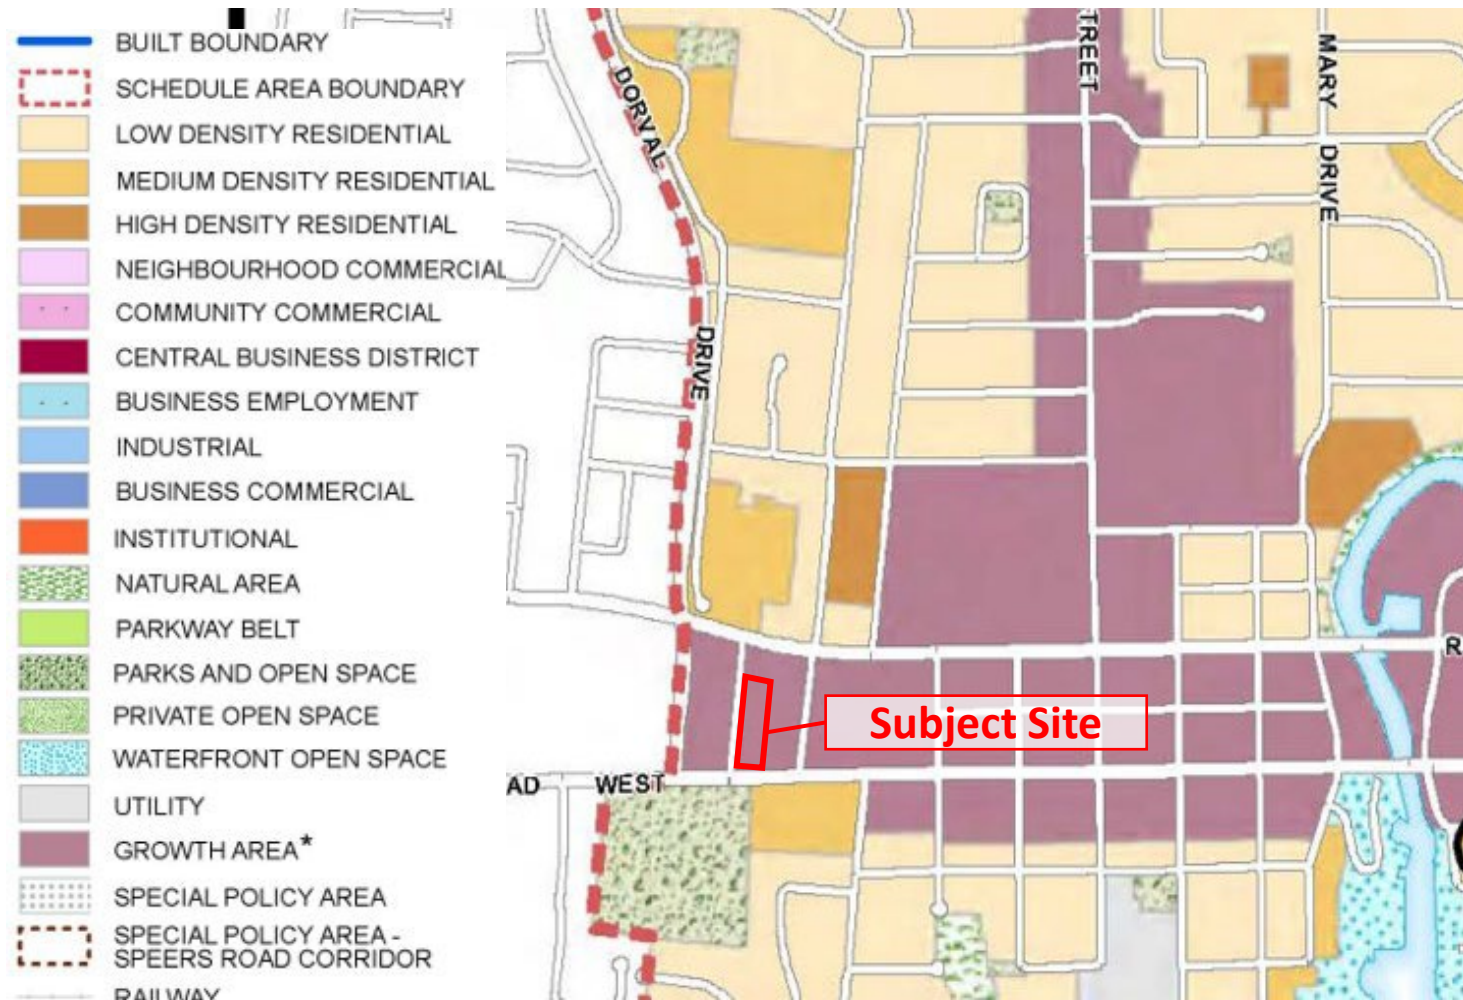 BUILT BOUNDARY
SCHEDULE AREA BOUNDARY
LOW DENSITY RESIDENTIAL
MEDIUM DENSITY RESIDENTIAL
HIGH DENSITY RESIDENTIAL
NEIGHBOURHOOD COMMERCIAL
COMMUNITY COMMERCIAL
CENTRAL BUSINESS DISTRICT
BUSINESS EMPLOYMENT
INDUSTRIAL
BUSINESS COMMERCIAL
INSTITUTIONAL
NATURAL AREA
PARKWAY BELT
PARKS AND OPEN SPACE
PRIVATE OPEN SPACE
WATERFRONT OPEN SPACE
UTILITY
GROWTH AREA*
SPECIAL POLICY AREA
SPECIAL POLICY AREA -
SPEERS ROAD CORRIDOR
RAILWAY
DORVAL
DRIVE
TREET
MARY DRIVE
R
Subject Site
AD WEST